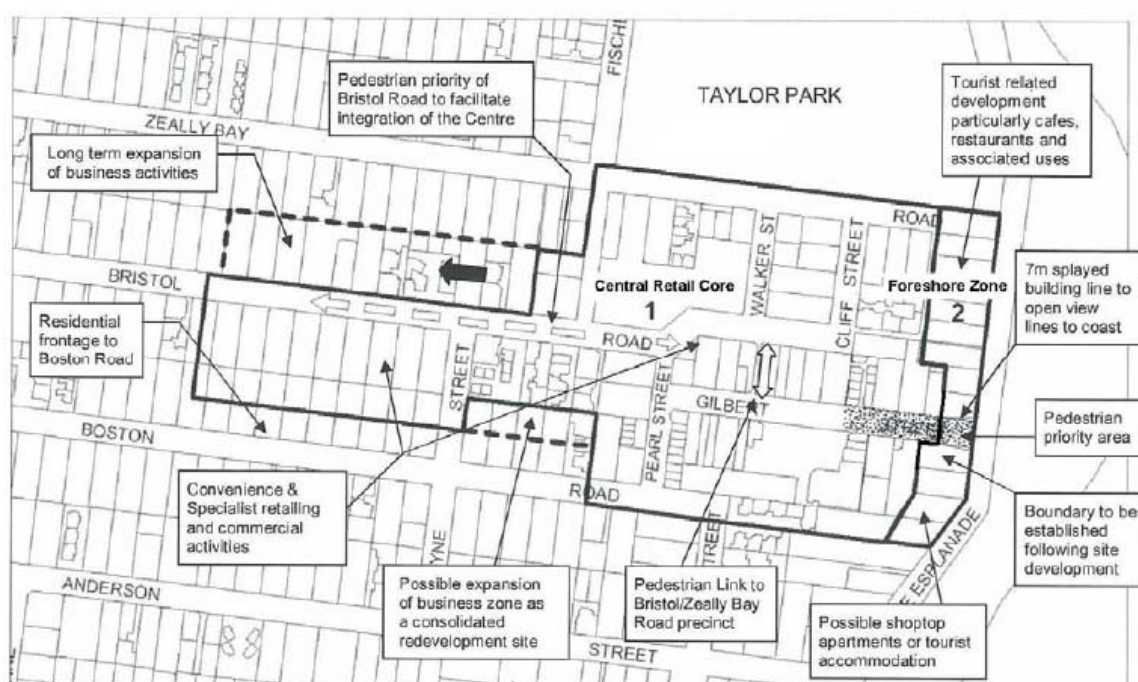 Pedestrian priority of
Bristol Road to facilitate
integration of the Centre
FISCHE
TAYLOR PARK
Tourist related
development
particularly cafes,
restaurants and
associated uses
ZEALLY BAY
Long term expansion
of business activities
ROAD
WALKER ST
CLIFF STREET
7m splayed
building line to
open view
lines to coast
BRISTOL
Central Retail Core
1
Foreshore Zone
2
Residential
frontage to
Boston Road
ROAD
STREET
PEARL STREET
GILBERT
Pedestrian
priority area
BOSTON
ROAD
Convenience &
Specialist retailing
and commercial
activities
Boundary to be
established
following site
development
YNE
STREET
E ESPLANADE
Possible expansion
of business zone as
a consolidated
redevelopment site
Pedestrian Link to
Bristol/Zeally Bay
Road precinct
Possible shoptop
apartments or tourist
accommodation
ANDERSON
STREET